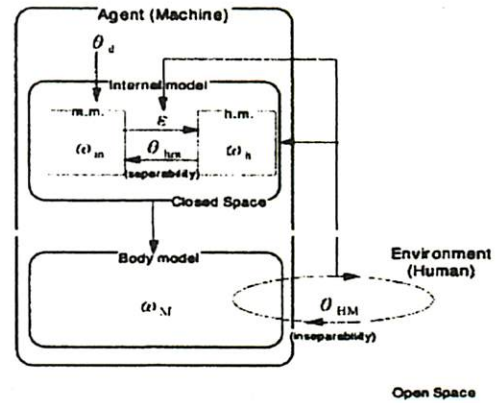 Agent (Machine)
θd
Internal model
m.m.
ε
h.m.
ωm
θhm
ωh
(separability)
Closed Space
Body model
ωM
Environment
(Human)
θHM
(inseparability)
Open Space